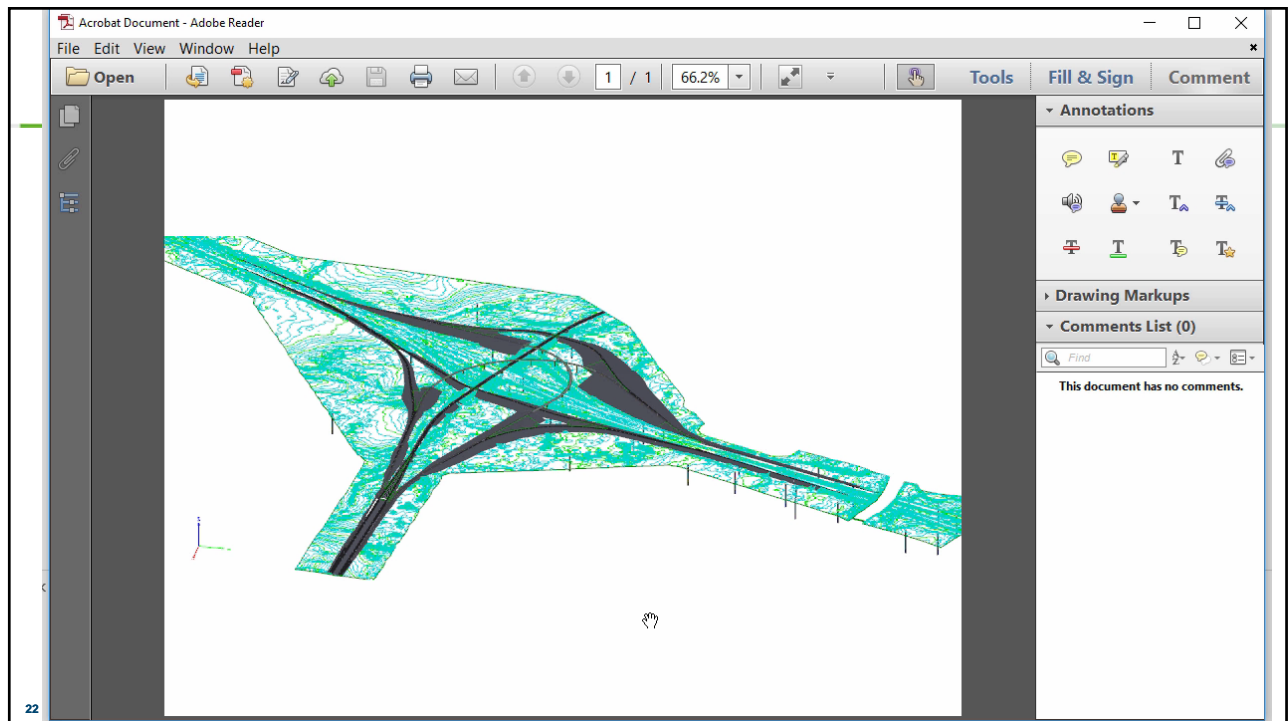 Acrobat Document - Adobe Reader
File Edit View Window Help
Open 1 / 1 66.2% Tools Fill & Sign Comment
Annotations
T
T T
T T T T
Drawing Markups
Comments List (0)
Find
This document has no comments.
22